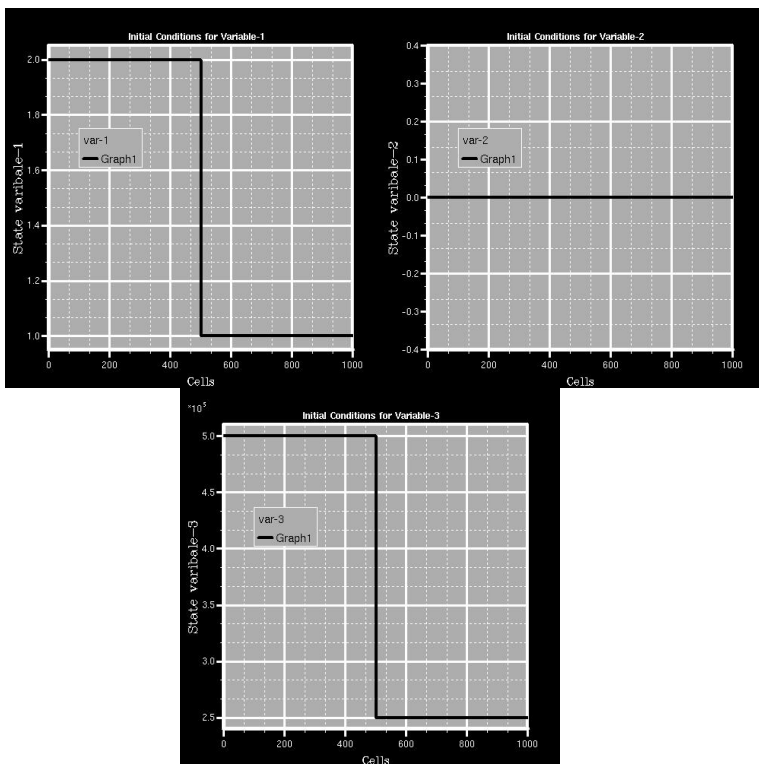 Initial Conditions for Variable-1
State varibale-1
2.0
1.8
1.6
1.4
1.2
1.0
var-1
Graph1
0 200 400 600 800 1000
Cells
Initial Conditions for Variable-2
State varibale-2
0.4
0.3
0.2
0.1
0.0
-0.1
-0.2
-0.3
-0.4
var-2
Graph1
0 200 400 600 800 1000
Cells
*10⁵
Initial Conditions for Variable-3
State varibale-3
5.0
4.5
4.0
3.5
3.0
2.5
var-3
Graph1
0 200 400 600 800 1000
Cells